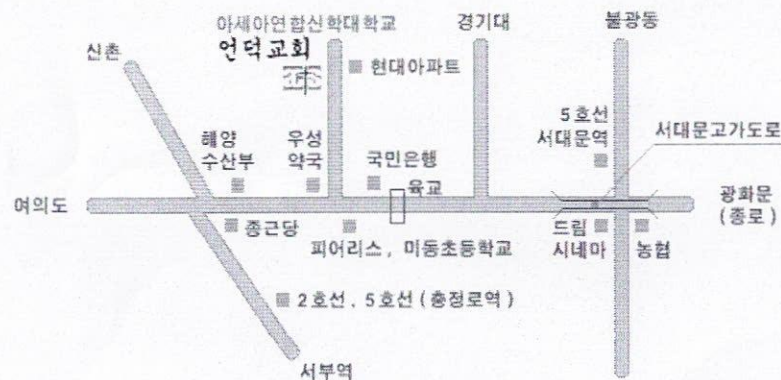 아세아연합신학대학교
언덕교회
경기대
불광동
신촌
현대아파트
5호선
서대문역
서대문고가도로
해양
수산부
우성
약국
국민은행
육교
여의도
광화문
(종로)
종근당
피어리스, 미동초등학교
드림
시네마
농협
2호선, 5호선(충정로역)
서부역